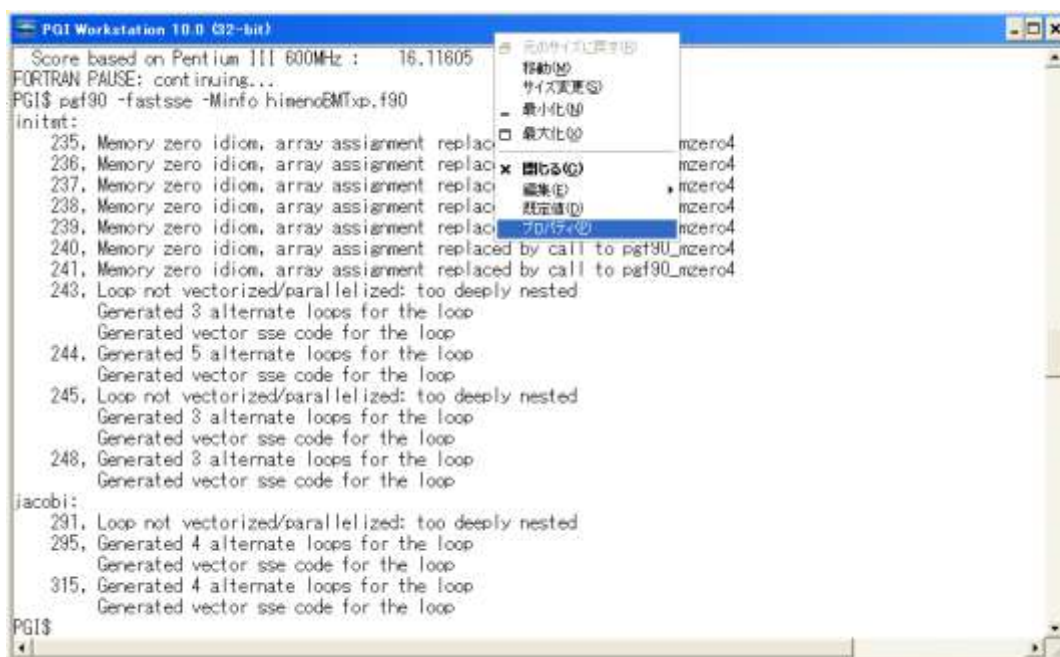 PGI Workstation 10.0 (32-bit)
Score based on Pentium III 600MHz : 16.11605
FORTRAN PAUSE: continuing...
PGI$ pgf90 -fastsse -Minfo himenoBMTxp.f90
initmt:
235, Memory zero idiom, array assignment replac mzero4
236, Memory zero idiom, array assignment replac mzero4
237, Memory zero idiom, array assignment replac mzero4
238, Memory zero idiom, array assignment replac mzero4
239, Memory zero idiom, array assignment replac mzero4
240, Memory zero idiom, array assignment replaced by call to pgf90_mzero4
241, Memory zero idiom, array assignment replaced by call to pgf90_mzero4
243, Loop not vectorized/parallelized: too deeply nested
Generated 3 alternate loops for the loop
Generated vector sse code for the loop
244, Generated 5 alternate loops for the loop
Generated vector sse code for the loop
245, Loop not vectorized/parallelized: too deeply nested
Generated 3 alternate loops for the loop
Generated vector sse code for the loop
248, Generated 3 alternate loops for the loop
Generated vector sse code for the loop
jacobi:
291, Loop not vectorized/parallelized: too deeply nested
295, Generated 4 alternate loops for the loop
Generated vector sse code for the loop
315, Generated 4 alternate loops for the loop
Generated vector sse code for the loop
PGI$
元のサイズに戻す(R)
移動(M)
サイズ変更(S)
最小化(N)
最大化(X)
閉じる(C)
編集(E)
既定値(D)
プロパティ(P)